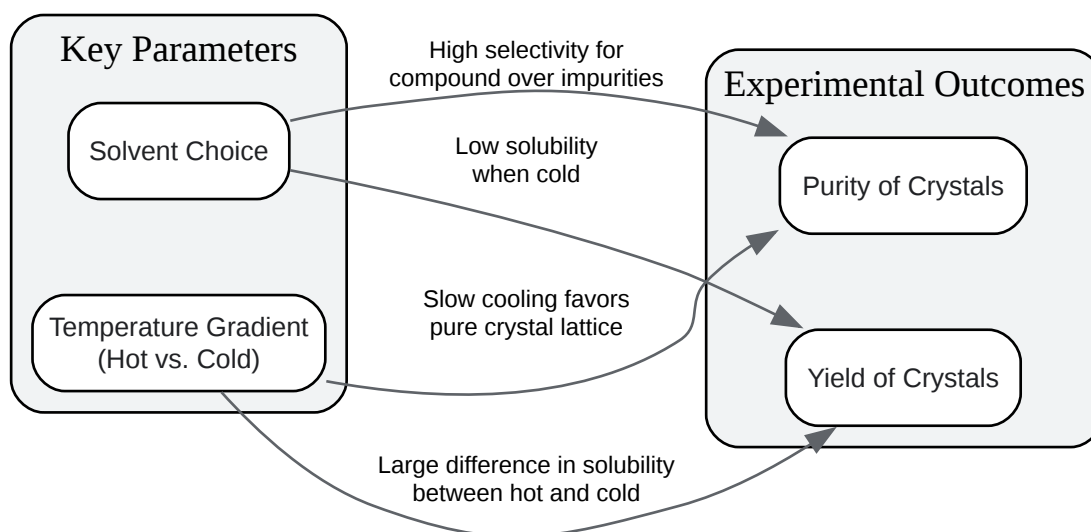 Key Parameters
Solvent Choice
Temperature Gradient
(Hot vs. Cold)
High selectivity for
compound over impurities
Low solubility
when cold
Slow cooling favors
pure crystal lattice
Large difference in solubility
between hot and cold
Experimental Outcomes
Purity of Crystals
Yield of Crystals